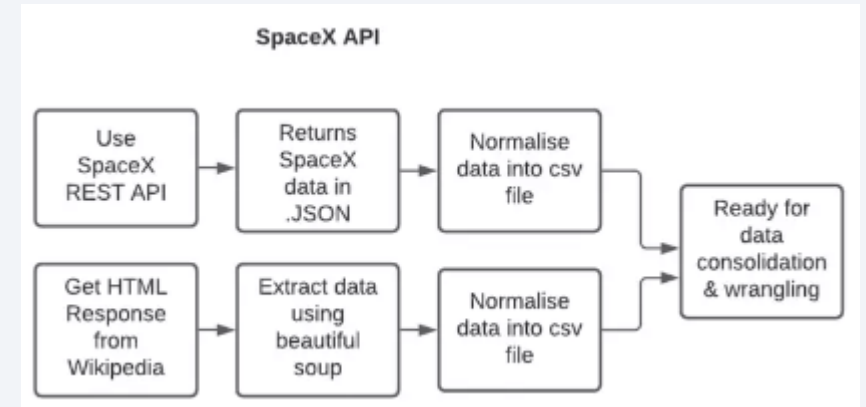 SpaceX API
Use
SpaceX
REST API
Returns
SpaceX
data in
.JSON
Normalise
data into csv
file
Ready for
data
consolidation
& wrangling
Get HTML
Response
from
Wikipedia
Extract data
using
beautiful
soup
Normalise
data into csv
file